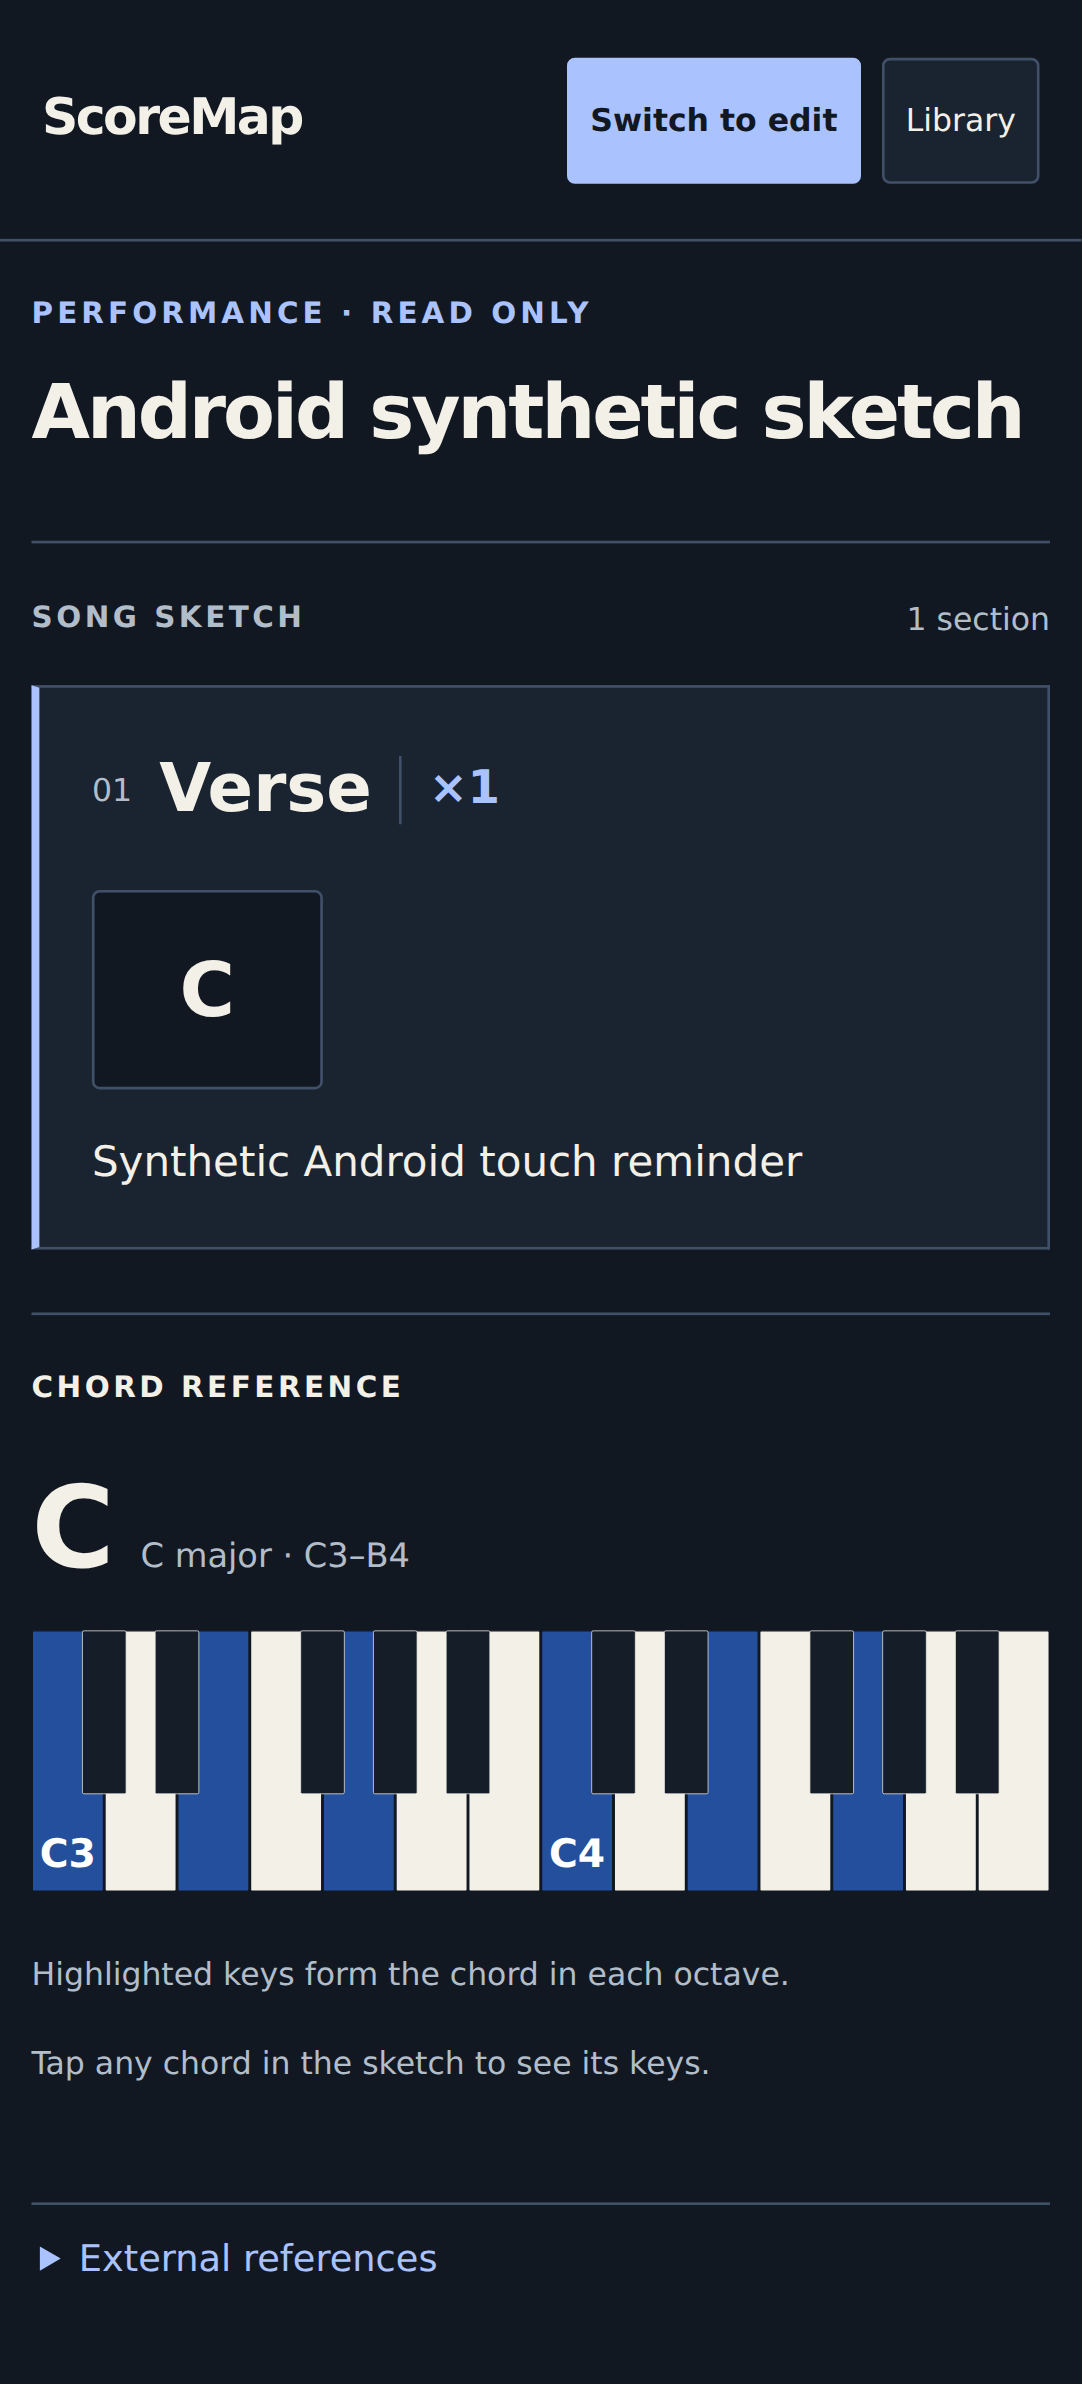 ScoreMap
Switch to edit
Library
PERFORMANCE · READ ONLY
Android synthetic sketch
SONG SKETCH
1 section
01 Verse ×1
C
Synthetic Android touch reminder
CHORD REFERENCE
C C major · C3–B4
C3 C4
Highlighted keys form the chord in each octave.
Tap any chord in the sketch to see its keys.
External references